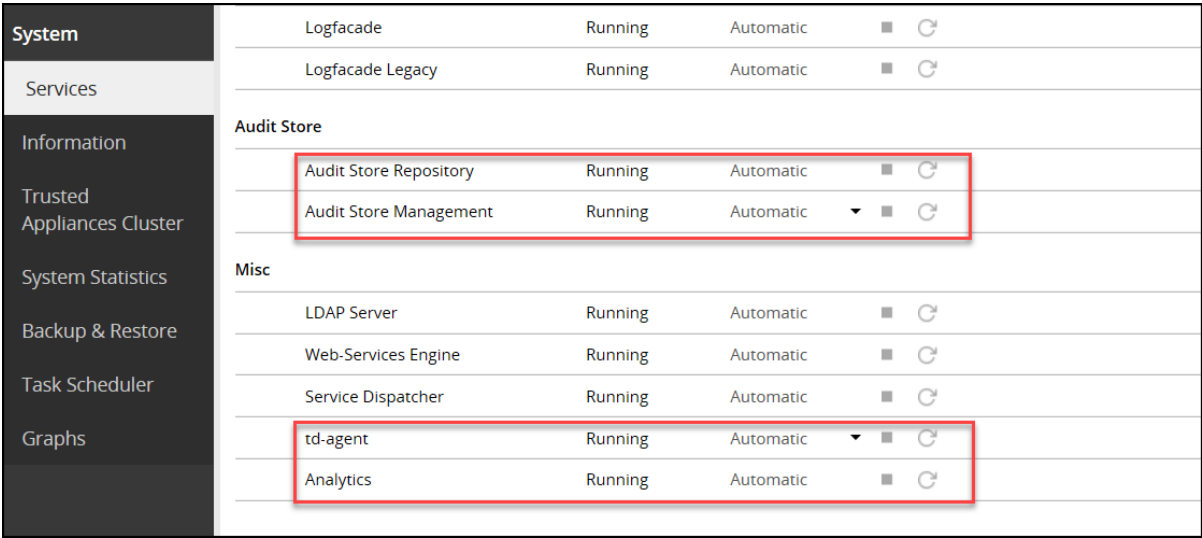 System
Services
Information
Trusted
Appliances Cluster
System Statistics
Backup & Restore
Task Scheduler
Graphs
Logfacade Running Automatic
Logfacade Legacy Running Automatic
Audit Store
Audit Store Repository Running Automatic
Audit Store Management Running Automatic
Misc
LDAP Server Running Automatic
Web-Services Engine Running Automatic
Service Dispatcher Running Automatic
td-agent Running Automatic
Analytics Running Automatic